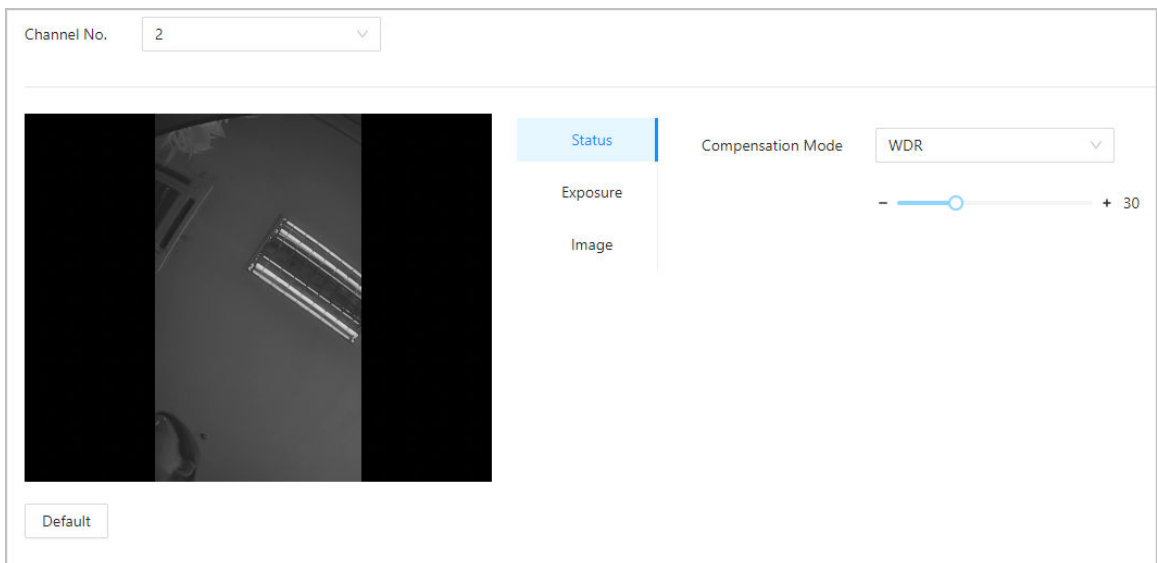 Channel No. 2
Status
Compensation Mode WDR
Exposure
- + 30
Image
Default